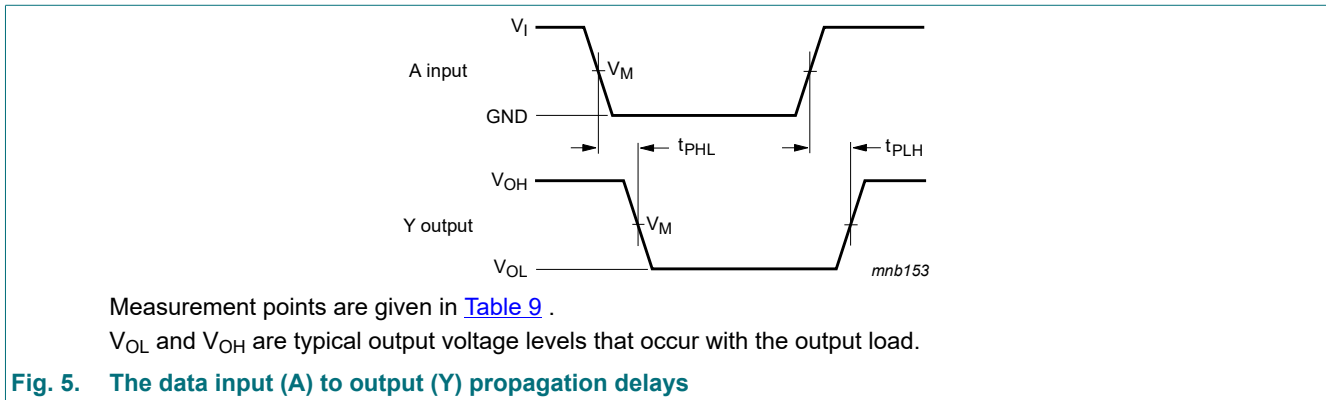 V_I
A input
V_M
GND
t_PHL
t_PLH
V_OH
Y output
V_M
V_OL
mnb153
Measurement points are given in Table 9 .
V_OL and V_OH are typical output voltage levels that occur with the output load.
Fig. 5. The data input (A) to output (Y) propagation delays